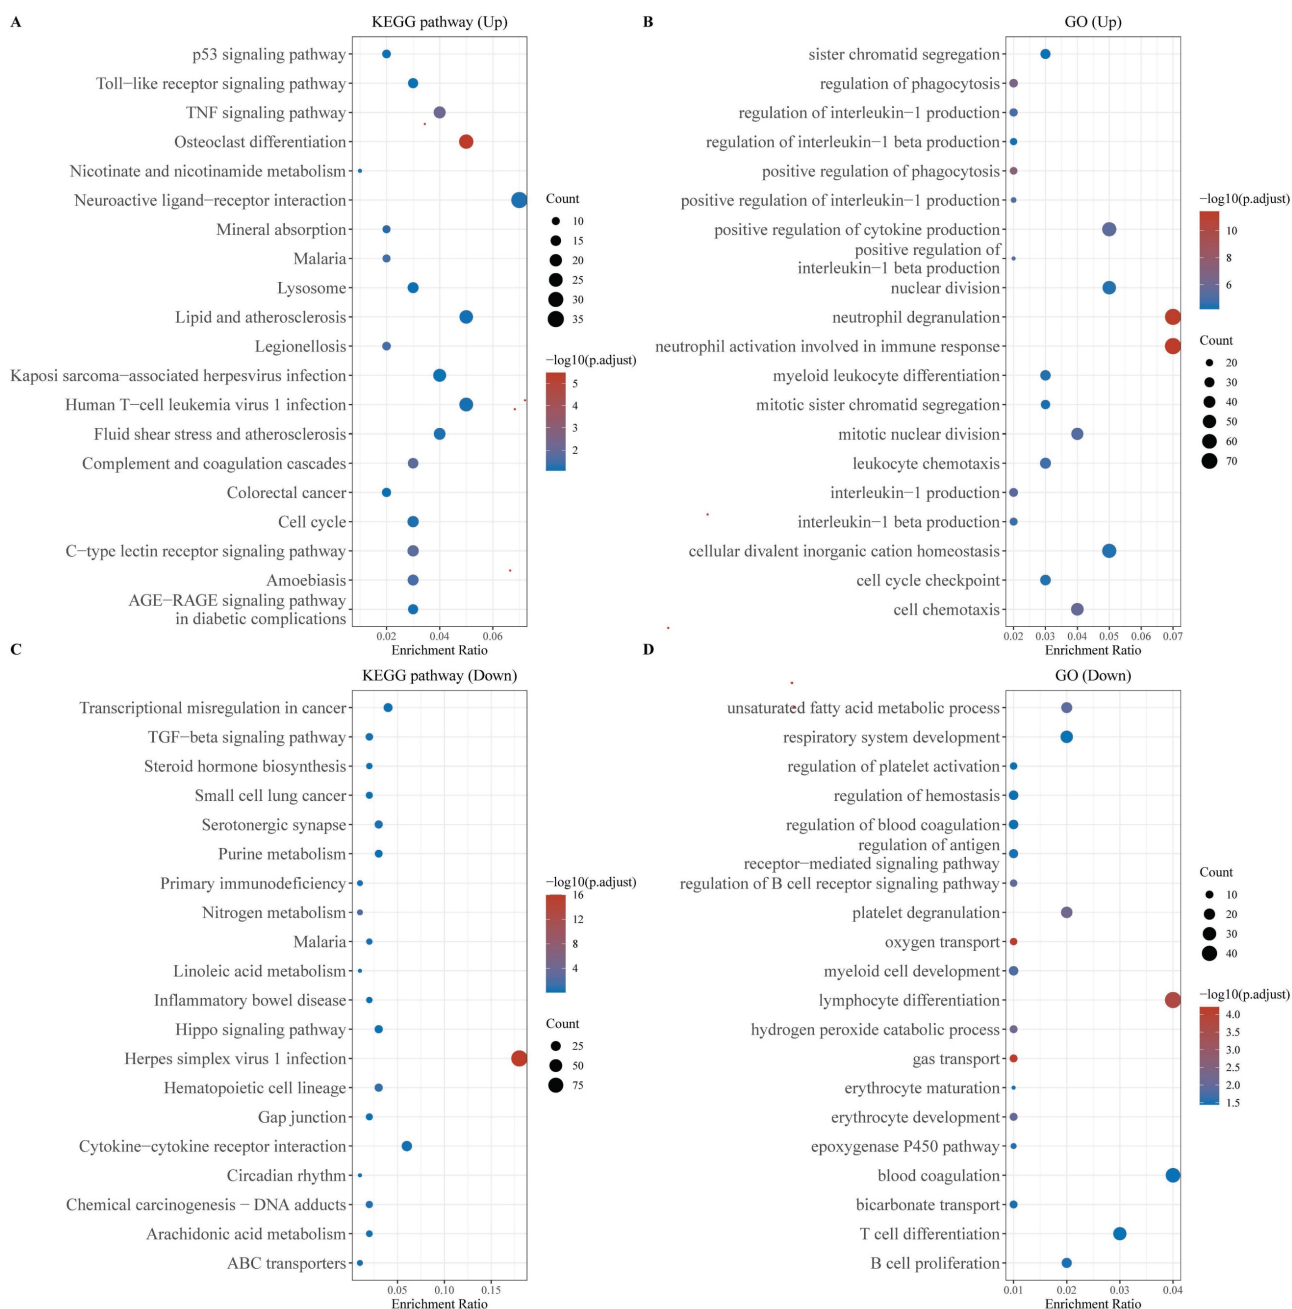 A
KEGG pathway (Up)
p53 signaling pathway
Toll−like receptor signaling pathway
TNF signaling pathway
Osteoclast differentiation
Nicotinate and nicotinamide metabolism
Neuroactive ligand−receptor interaction
Mineral absorption
Malaria
Lysosome
Lipid and atherosclerosis
Legionellosis
Kaposi sarcoma−associated herpesvirus infection
Human T−cell leukemia virus 1 infection
Fluid shear stress and atherosclerosis
Complement and coagulation cascades
Colorectal cancer
Cell cycle
C−type lectin receptor signaling pathway
Amoebiasis
AGE−RAGE signaling pathway
in diabetic complications
0.02 0.04 0.06
Enrichment Ratio
Count
10
15
20
25
30
35
−log10(p.adjust)
5
4
3
2
B
GO (Up)
sister chromatid segregation
regulation of phagocytosis
regulation of interleukin−1 production
regulation of interleukin−1 beta production
positive regulation of phagocytosis
positive regulation of interleukin−1 production
positive regulation of cytokine production
positive regulation of
interleukin−1 beta production
nuclear division
neutrophil degranulation
neutrophil activation involved in immune response
myeloid leukocyte differentiation
mitotic sister chromatid segregation
mitotic nuclear division
leukocyte chemotaxis
interleukin−1 production
interleukin−1 beta production
cellular divalent inorganic cation homeostasis
cell cycle checkpoint
cell chemotaxis
0.02 0.03 0.04 0.05 0.06 0.07
Enrichment Ratio
−log10(p.adjust)
10
8
6
Count
20
30
40
50
60
70
C
KEGG pathway (Down)
Transcriptional misregulation in cancer
TGF−beta signaling pathway
Steroid hormone biosynthesis
Small cell lung cancer
Serotonergic synapse
Purine metabolism
Primary immunodeficiency
Nitrogen metabolism
Malaria
Linoleic acid metabolism
Inflammatory bowel disease
Hippo signaling pathway
Herpes simplex virus 1 infection
Hematopoietic cell lineage
Gap junction
Cytokine−cytokine receptor interaction
Circadian rhythm
Chemical carcinogenesis − DNA adducts
Arachidonic acid metabolism
ABC transporters
0.05 0.10 0.15
Enrichment Ratio
−log10(p.adjust)
16
12
8
4
Count
25
50
75
D
GO (Down)
unsaturated fatty acid metabolic process
respiratory system development
regulation of platelet activation
regulation of hemostasis
regulation of blood coagulation
regulation of antigen
receptor−mediated signaling pathway
regulation of B cell receptor signaling pathway
platelet degranulation
oxygen transport
myeloid cell development
lymphocyte differentiation
hydrogen peroxide catabolic process
gas transport
erythrocyte maturation
erythrocyte development
epoxygenase P450 pathway
blood coagulation
bicarbonate transport
T cell differentiation
B cell proliferation
0.01 0.02 0.03 0.04
Enrichment Ratio
Count
10
20
30
40
−log10(p.adjust)
4.0
3.5
3.0
2.5
2.0
1.5